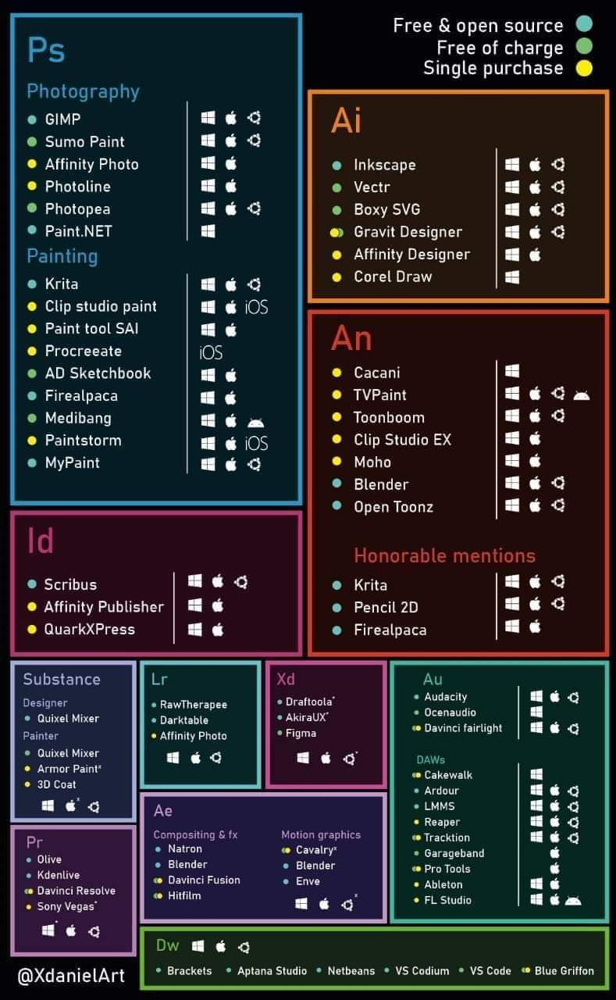 Free & open source
Free of charge
Single purchase
Ps
Photography
GIMP
Sumo Paint
Affinity Photo
Photoline
Photopea
Paint.NET
Painting
Krita
Clip studio paint iOS
Paint tool SAI
Procreeate iOS
AD Sketchbook
Firealpaca
Medibang
Paintstorm iOS
MyPaint
Ai
Inkscape
Vectr
Boxy SVG
Gravit Designer
Affinity Designer
Corel Draw
An
Cacani
TVPaint
Toonboom
Clip Studio EX
Moho
Blender
Open Toonz
Honorable mentions
Krita
Pencil 2D
Firealpaca
Id
Scribus
Affinity Publisher
QuarkXPress
Substance
Designer
Quixel Mixer
Painter
Quixel Mixer
Armor Paintˣ
3D Coat
x
Lr
RawTherapee
Darktable
Affinity Photo
Xd
Draftoola*
AkiraUX*
Figma
*
Au
Audacity
Ocenaudio
Davinci fairlight
DAWs
Cakewalk
Ardour
LMMS
Reaper
Tracktion
Garageband
Pro Tools
Ableton
FL Studio
Pr
Olive
Kdenlive
Davinci Resolve
Sony Vegas*
*
Ae
Compositing & fx
Natron
Blender
Davinci Fusion
Hitfilm
Motion graphics
Cavalryˣ
Blender
Enve
x
Dw
Brackets Aptana Studio Netbeans VS Codium VS Code Blue Griffon
@XdanielArt